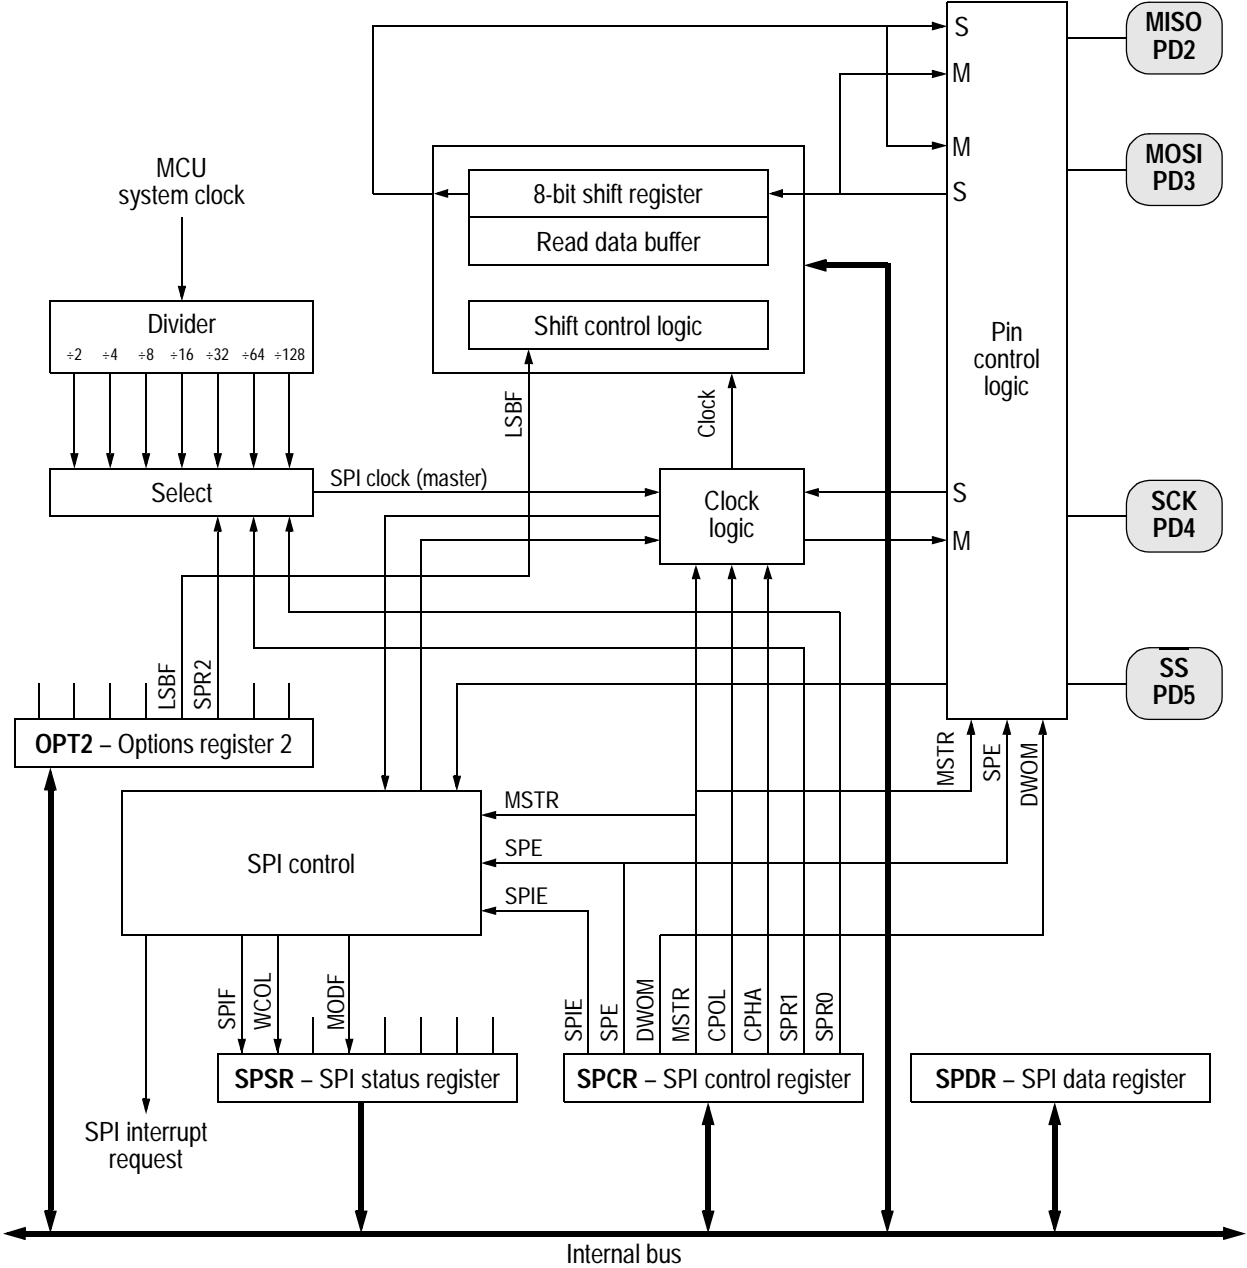 S
MISO
PD2
M
M
MOSI
PD3
S
MCU
system clock
8-bit shift register
Read data buffer
Shift control logic
Divider
÷2 ÷4 ÷8 ÷16 ÷32 ÷64 ÷128
Pin
control
logic
LSBF
Clock
Select
SPI clock (master)
Clock
logic
S
M
SCK
PD4
LSBF
SPR2
SS
PD5
OPT2 – Options register 2
MSTR
SPE
DWOM
MSTR
SPE
SPIE
SPI control
SPIF
WCOL
MODF
SPIE
SPE
DWOM
MSTR
CPOL
CPHA
SPR1
SPR0
SPSR – SPI status register
SPCR – SPI control register
SPDR – SPI data register
SPI interrupt
request
Internal bus